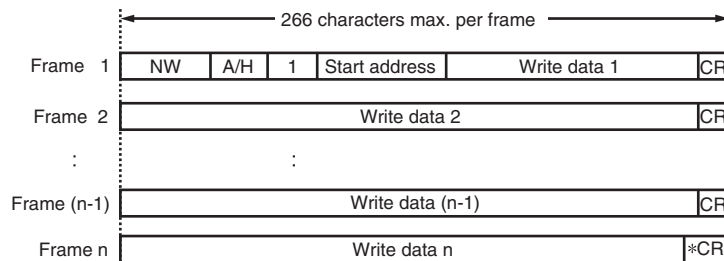 266 characters max. per frame
Frame 1 NW A/H 1 Start address Write data 1 CR
Frame 2 Write data 2 CR
: :
Frame (n-1) Write data (n-1) CR
Frame n Write data n *CR